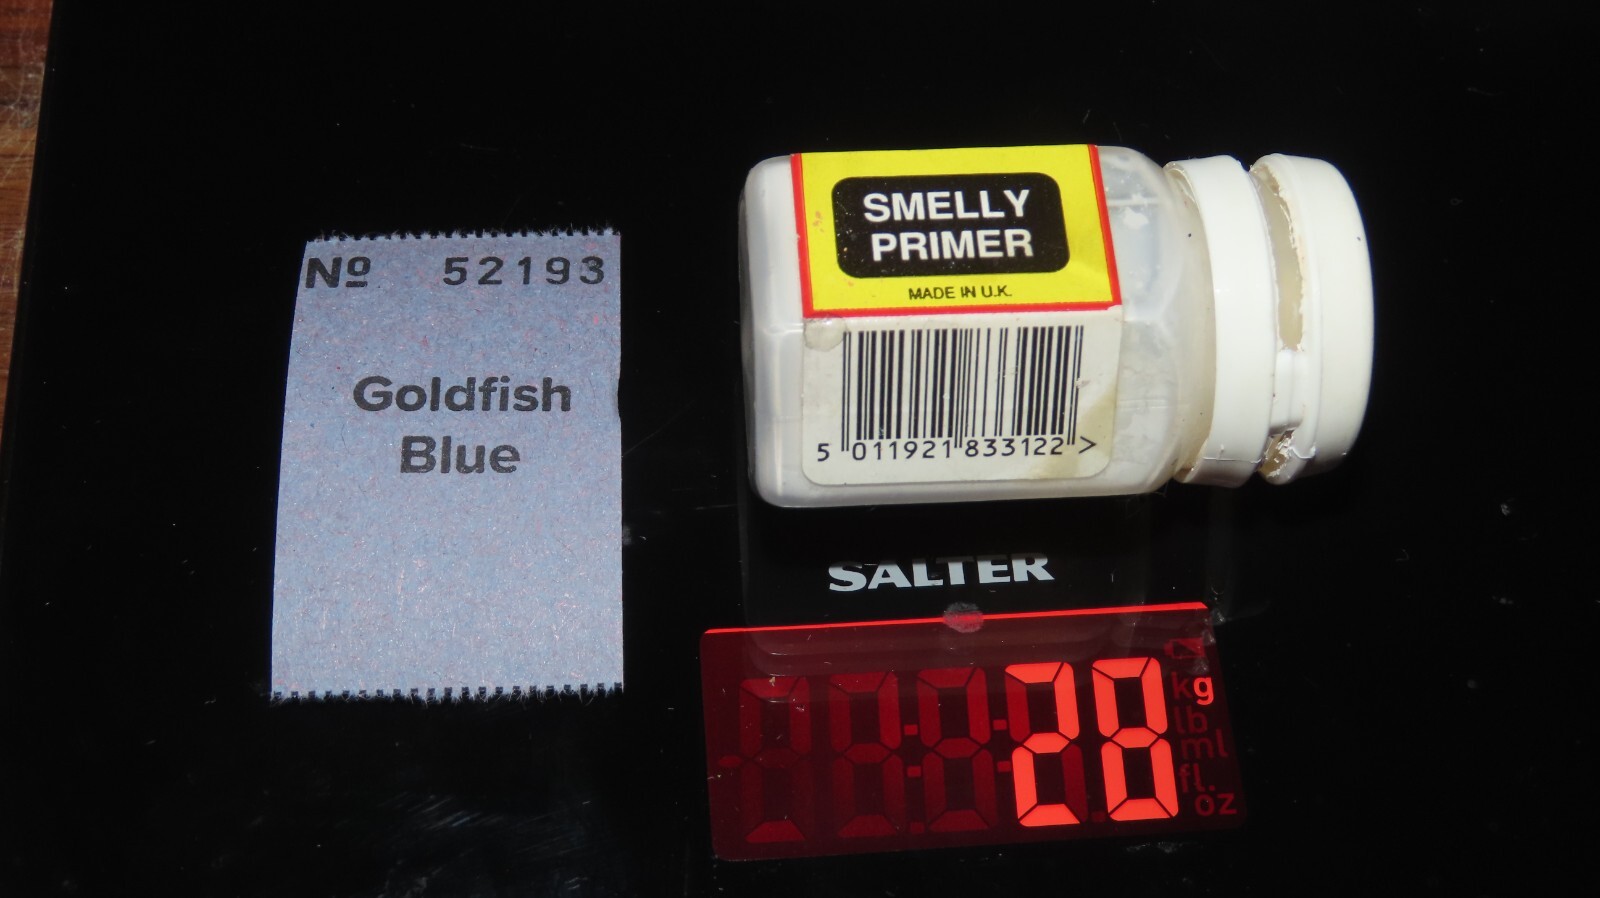 Nº 52193
Goldfish
Blue
SMELLY
PRIMER
MADE IN U.K.
5 011921 833122 >
SALTER
28
kg
lb
ml
fl.
oz